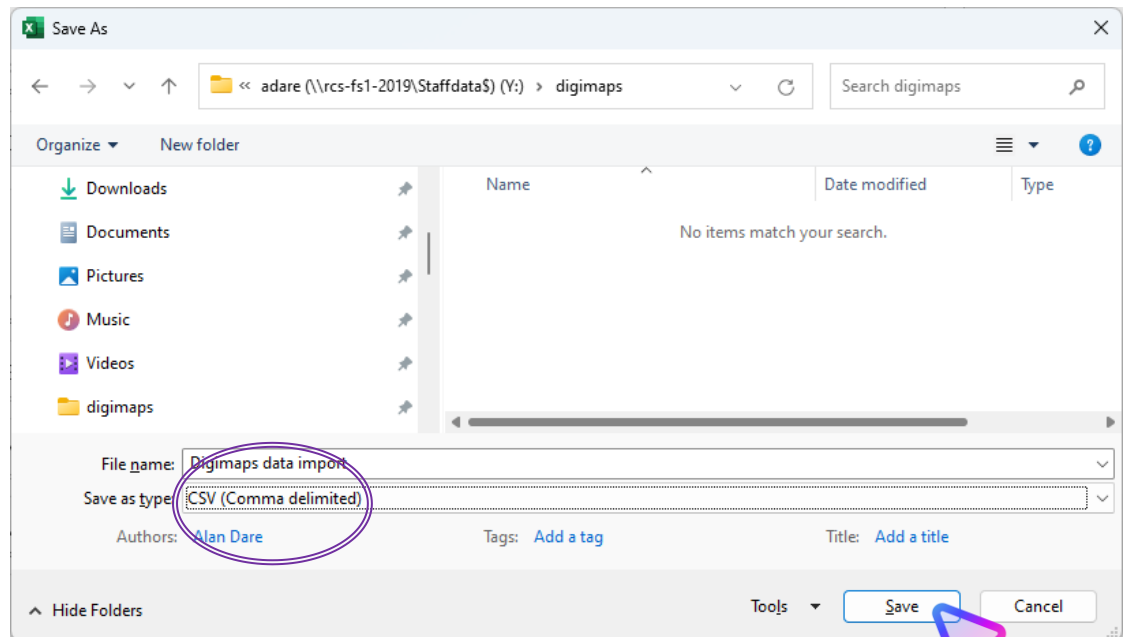 Save As
« adare (\\rcs-fs1-2019\Staffdata$) (Y:) › digimaps
Search digimaps
Organize
New folder
Name
Date modified
Type
Downloads
No items match your search.
Documents
Pictures
Music
Videos
digimaps
File name: Digimaps data import
Save as type: CSV (Comma delimited)
Authors: Alan Dare
Tags: Add a tag
Title: Add a title
Hide Folders
Tools
Save
Cancel